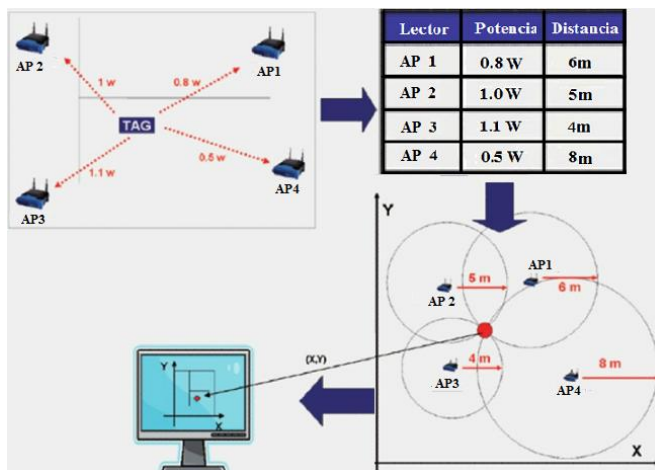 AP 2
AP1
1 w
0.8 w
TAG
1.1 w
0.5 w
AP3
AP4
Lector Potencia Distancia
AP 1 0.8 W 6m
AP 2 1.0 W 5m
AP 3 1.1 W 4m
AP 4 0.5 W 8m
Y
AP1
5 m
AP 2
6 m
(X,Y)
4 m
8 m
AP3
AP4
X
Y
X